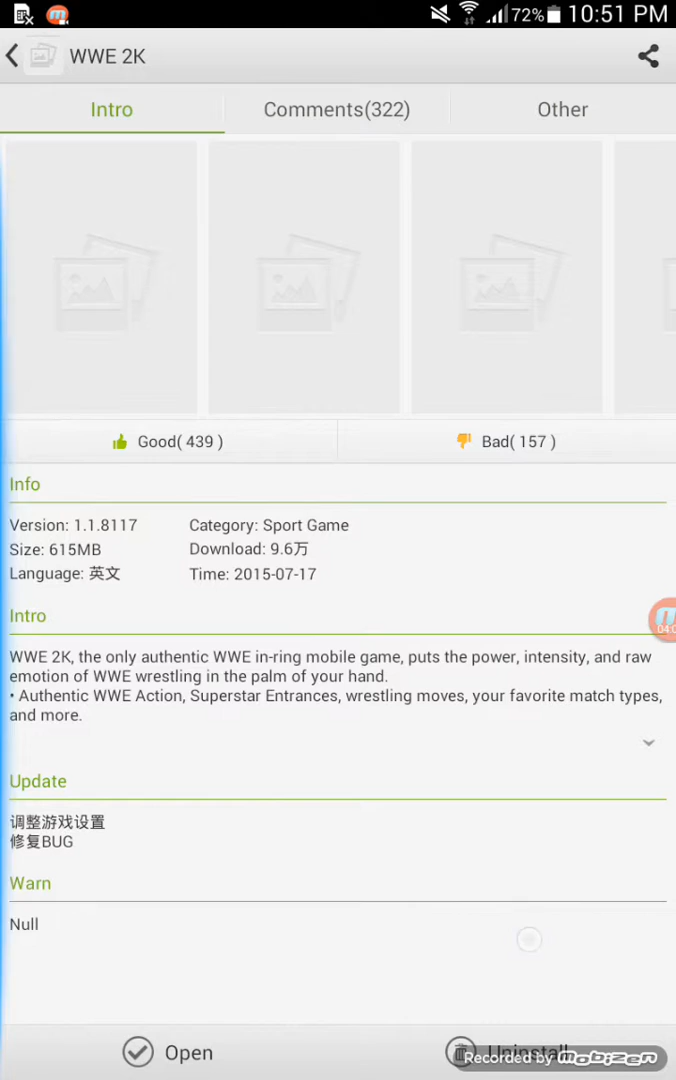 72% 10:51 PM
WWE 2K
Intro Comments(322) Other
Good( 439 ) Bad( 157 )
Info
Version: 1.1.8117 Category: Sport Game
Size: 615MB Download: 9.6万
Language: 英文 Time: 2015-07-17
Intro
WWE 2K, the only authentic WWE in-ring mobile game, puts the power, intensity, and raw
emotion of WWE wrestling in the palm of your hand.
• Authentic WWE Action, Superstar Entrances, wrestling moves, your favorite match types,
and more.
Update
调整游戏设置
修复BUG
Warn
Null
Open Uninstall
Recorded by mobizen